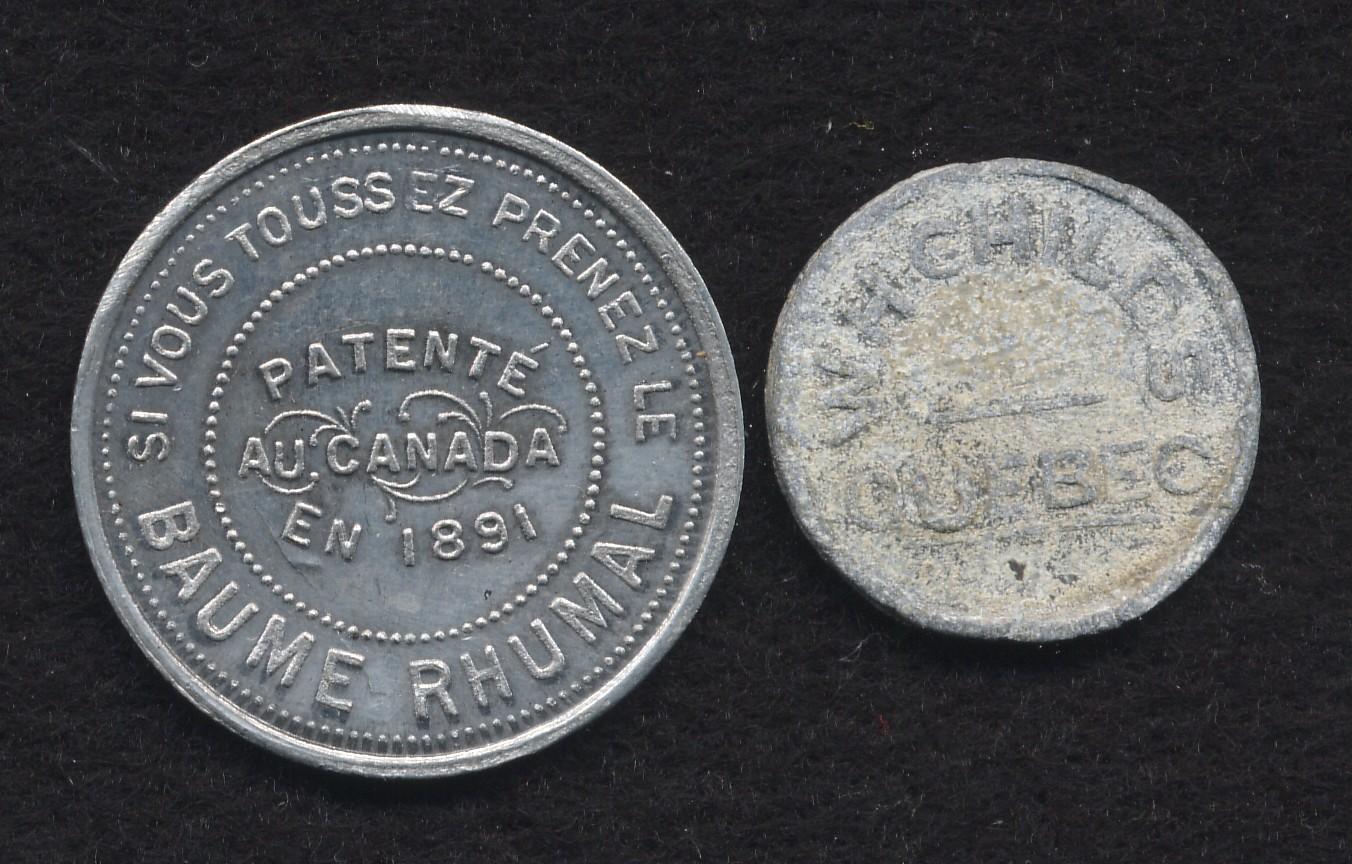 SI VOUS TOUSSEZ PRENEZ LE
BAUME RHUMAL
PATENTÉ
AU CANADA
EN 1891
W.H.CHILDS
QUEBEC